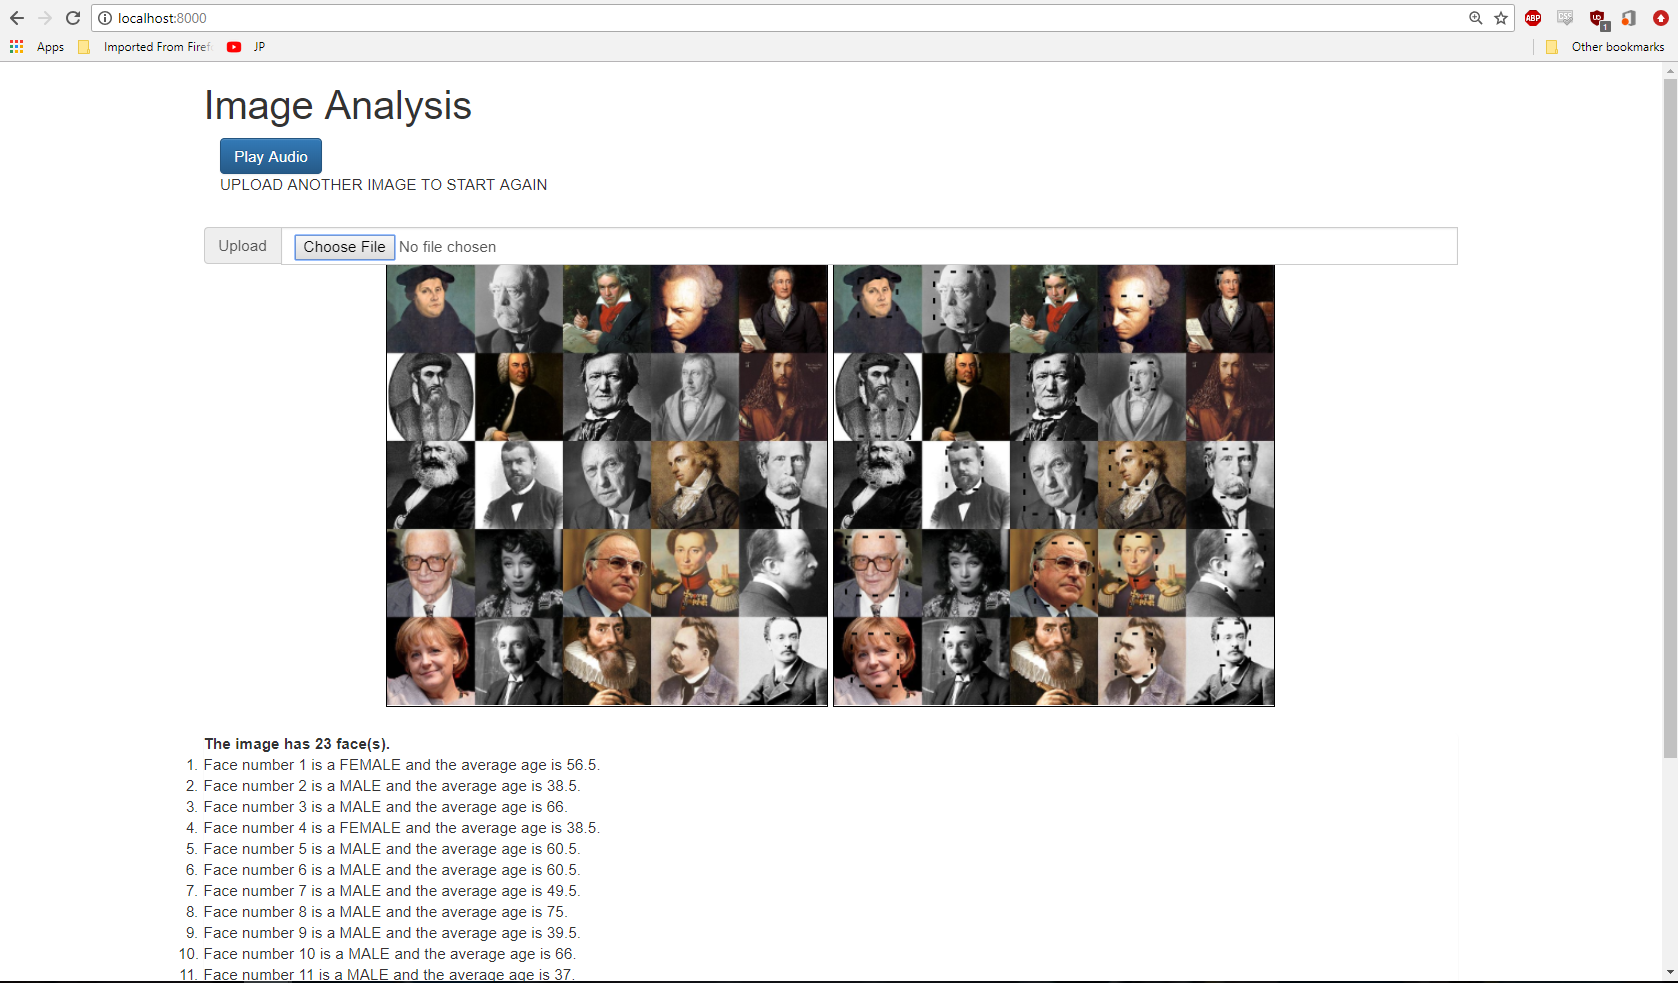 localhost:8000
ABP
CSS
1
Apps
Imported From Firef
JP
Other bookmarks
Image Analysis
Play Audio
UPLOAD ANOTHER IMAGE TO START AGAIN
Upload
Choose File No file chosen
The image has 23 face(s).
1. Face number 1 is a FEMALE and the average age is 56.5.
2. Face number 2 is a MALE and the average age is 38.5.
3. Face number 3 is a MALE and the average age is 66.
4. Face number 4 is a FEMALE and the average age is 38.5.
5. Face number 5 is a MALE and the average age is 60.5.
6. Face number 6 is a MALE and the average age is 60.5.
7. Face number 7 is a MALE and the average age is 49.5.
8. Face number 8 is a MALE and the average age is 75.
9. Face number 9 is a MALE and the average age is 39.5.
10. Face number 10 is a MALE and the average age is 66.
11. Face number 11 is a MALE and the average age is 37.